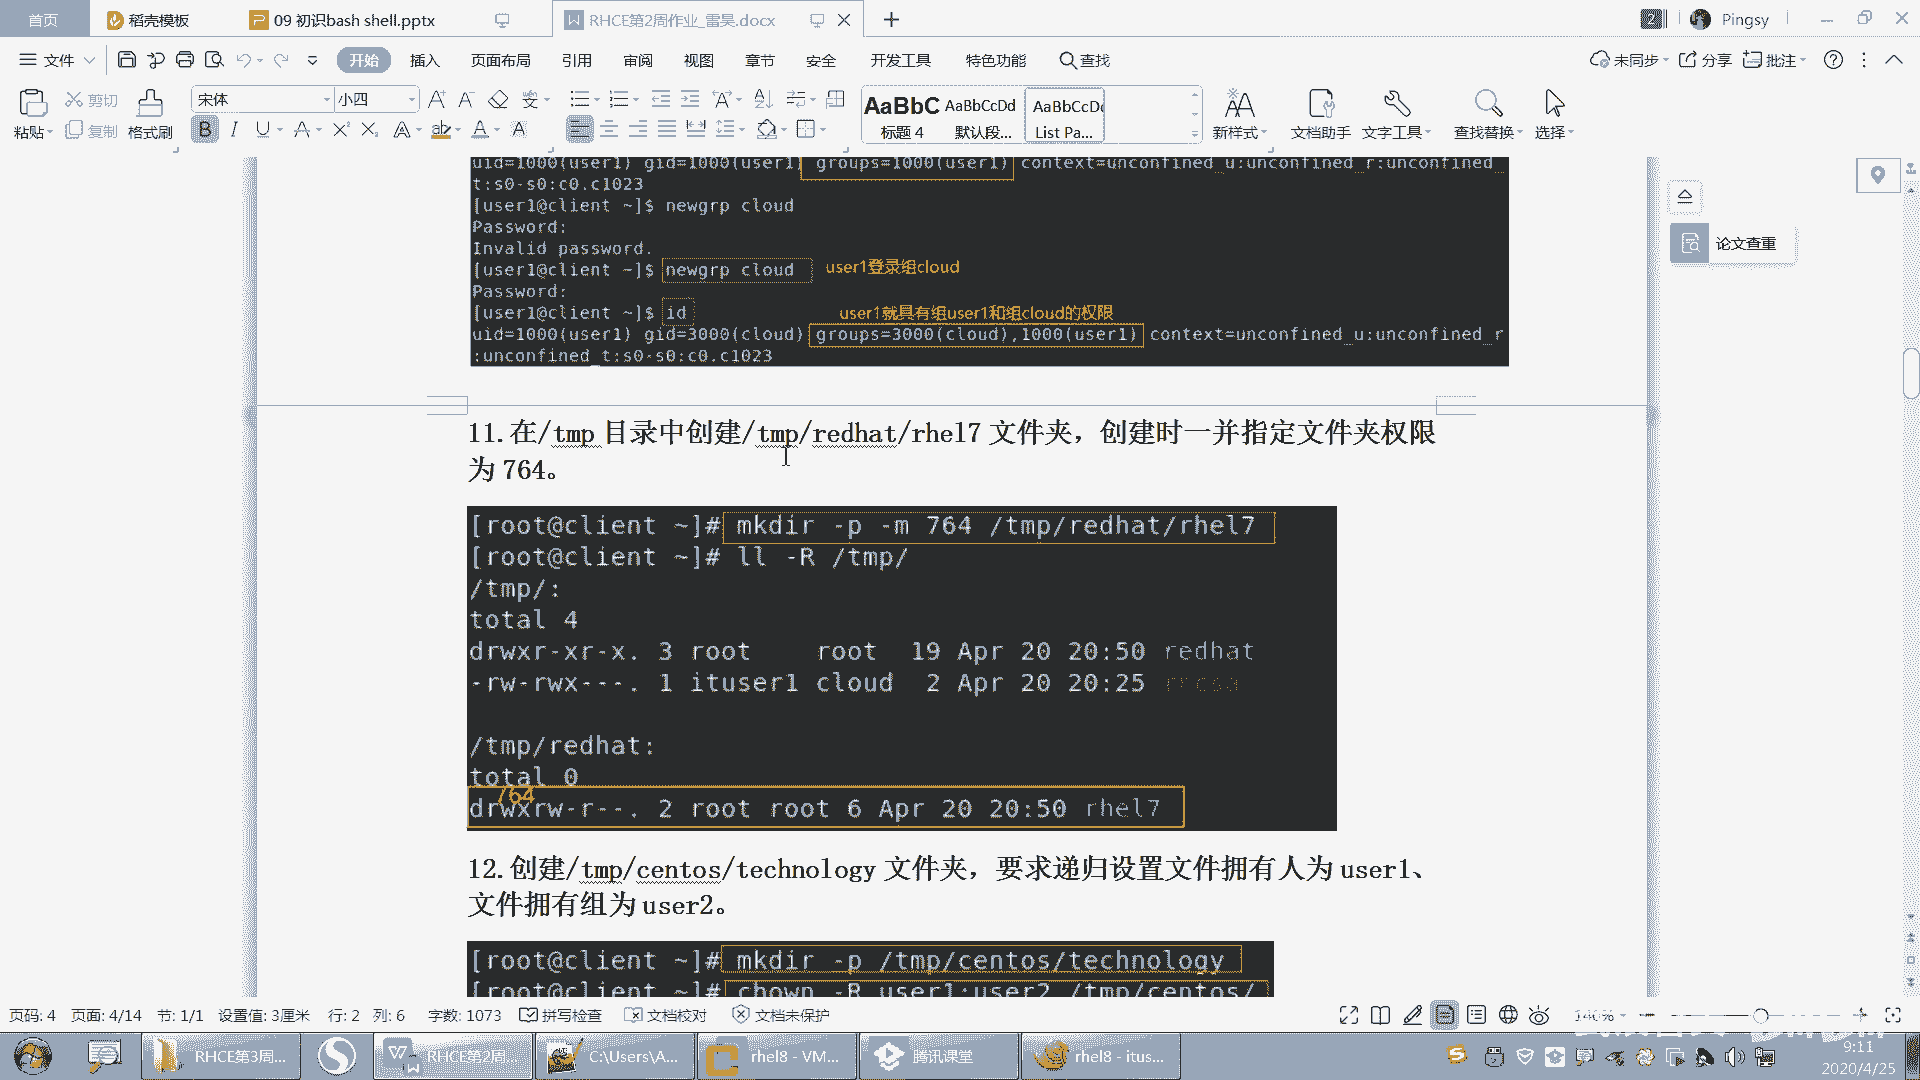 首页
稻壳模板
09 初识bash shell.pptx
RHCE第2周作业_雷昊.docx
2
Pingsy
文件
开始
插入
页面布局
引用
审阅
视图
章节
安全
开发工具
特色功能
查找
未同步
分享
批注
粘贴
剪切
复制
格式刷
宋体
小四
AaBbC
标题 4
AaBbCcDd
默认段...
AaBbCcDd
List Pa...
新样式
文档助手
文字工具
查找替换
选择
uid=1000(user1) gid=1000(user1) groups=1000(user1) context=unconfined_u:unconfined_r:unconfined_
t:s0-s0:c0.c1023
[user1@client ~]$ newgrp cloud
Password:
Invalid password.
[user1@client ~]$ newgrp cloud user1登录组cloud
Password:
[user1@client ~]$ id user1就具有组user1和组cloud的权限
uid=1000(user1) gid=3000(cloud) groups=3000(cloud),1000(user1) context=unconfined_u:unconfined_r
:unconfined_t:s0-s0:c0.c1023
论文查重
11.在/tmp 目录中创建/tmp/redhat/rhel7 文件夹，创建时一并指定文件夹权限
为 764。
[root@client ~]# mkdir -p -m 764 /tmp/redhat/rhel7
[root@client ~]# ll -R /tmp/
/tmp/:
total 4
drwxr-xr-x. 3 root root 19 Apr 20 20:50 redhat
-rw-rwx---. 1 ituser1 cloud 2 Apr 20 20:25
/tmp/redhat:
total 0
764
drwxrw-r--. 2 root root 6 Apr 20 20:50 rhel7
12.创建/tmp/centos/technology 文件夹，要求递归设置文件拥有人为 user1、
文件拥有组为 user2。
[root@client ~]# mkdir -p /tmp/centos/technology
[root@client ~]# chown -R user1:user2 /tmp/centos/
页码: 4 页面: 4/14 节: 1/1 设置值: 3厘米 行: 2 列: 6 字数: 1073 拼写检查 文档校对 文档未保护
140%
RHCE第3周...
RHCE第2周...
C:\Users\A...
rhel8 - VM...
腾讯课堂
rhel8 - itus...
9:11
2020/4/25